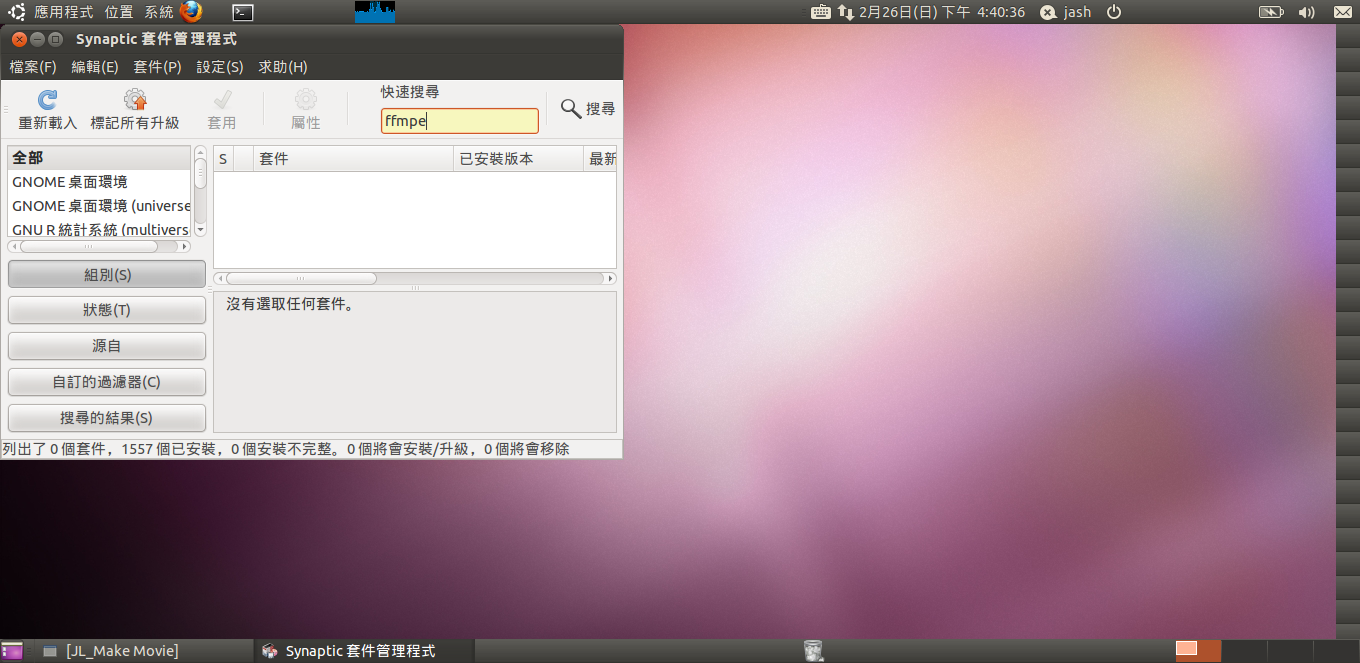 應用程式 位置 系統 2月26日(日) 下午 4:40:36 jash
Synaptic 套件管理程式
檔案(F) 編輯(E) 套件(P) 設定(S) 求助(H)
快速搜尋
重新載入 標記所有升級 套用 屬性 ffmpe 搜尋
全部
GNOME 桌面環境
GNOME 桌面環境 (universe
GNU R 統計系統 (multivers
S 套件 已安裝版本 最新
組別(S)
狀態(T)
源自
自訂的過濾器(C)
搜尋的結果(S)
沒有選取任何套件。
列出了 0 個套件，1557 個已安裝，0 個安裝不完整。0 個將會安裝/升級，0 個將會移除
[JL_Make Movie] Synaptic 套件管理程式